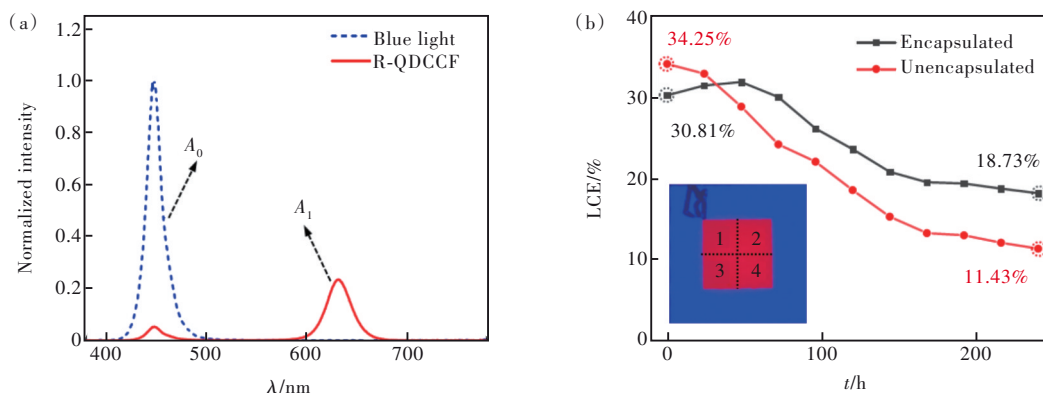 (a)
1.2
1.0
0.8
0.6
0.4
0.2
0
Normalized intensity
Blue light
R-QDCCF
A0
A1
400 500 600 700
λ/nm
(b)
40
30
20
10
0
LCE/%
34.25%
Encapsulated
Unencapsulated
30.81%
18.73%
1 2
3 4
11.43%
0 100 200
t/h